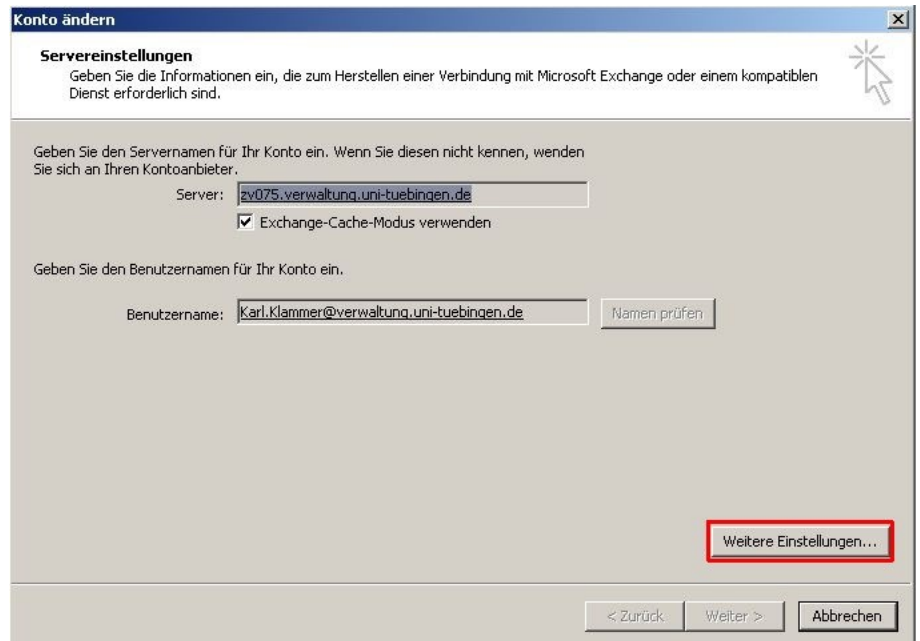 Konto ändern
Servereinstellungen
Geben Sie die Informationen ein, die zum Herstellen einer Verbindung mit Microsoft Exchange oder einem kompatiblen
Dienst erforderlich sind.
Geben Sie den Servernamen für Ihr Konto ein. Wenn Sie diesen nicht kennen, wenden
Sie sich an Ihren Kontoanbieter.
Server: zv075.verwaltung.uni-tuebingen.de
Exchange-Cache-Modus verwenden
Geben Sie den Benutzernamen für Ihr Konto ein.
Benutzername: Karl.Klammer@verwaltung.uni-tuebingen.de Namen prüfen
Weitere Einstellungen...
< Zurück Weiter > Abbrechen